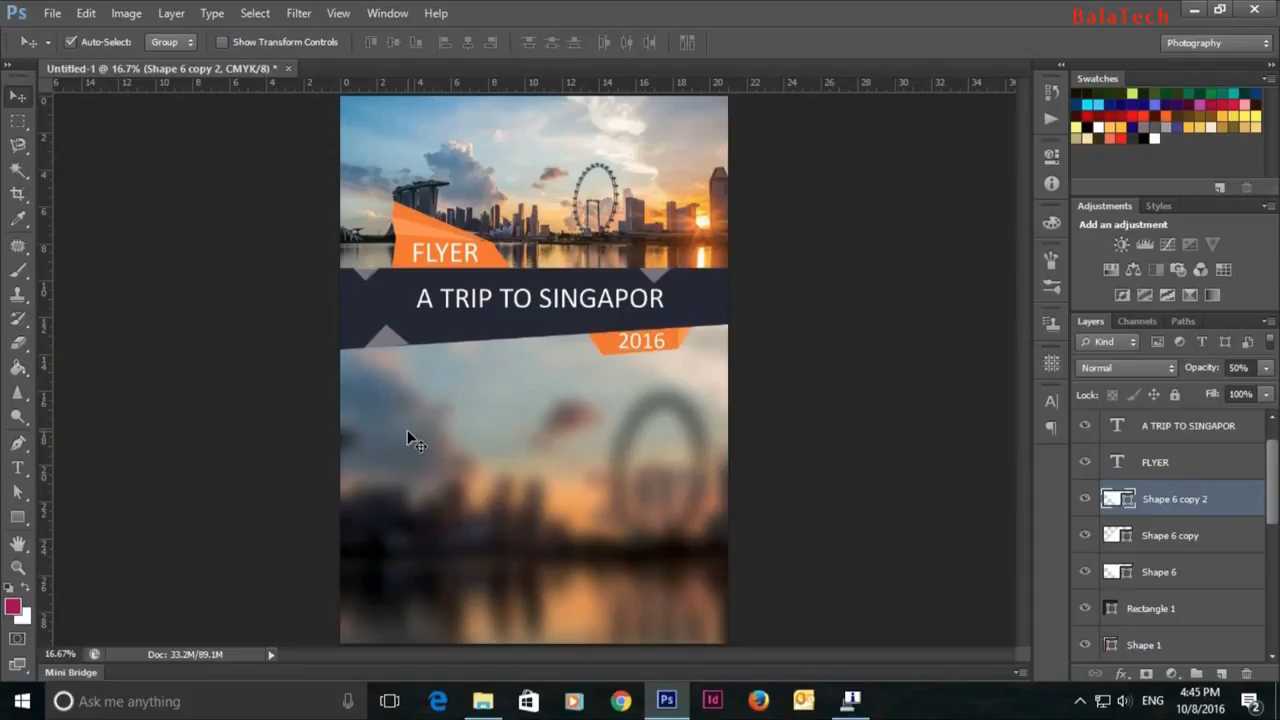 BalaTech
Ps File Edit Image Layer Type Select Filter View Window Help
Auto-Select: Group Show Transform Controls Photography
Untitled-1 @ 16.7% (Shape 6 copy 2, CMYK/8) *
Swatches
FLYER
A TRIP TO SINGAPOR
2016
Adjustments Styles
Add an adjustment
Layers Channels Paths
Kind
Normal Opacity: 50%
Lock: Fill: 100%
A TRIP TO SINGAPOR
FLYER
Shape 6 copy 2
Shape 6 copy
Shape 6
Rectangle 1
Shape 1
16.67% Doc: 33.2M/89.1M
Mini Bridge
Ask me anything
Ps Id ENG
4:45 PM
10/8/2016
2